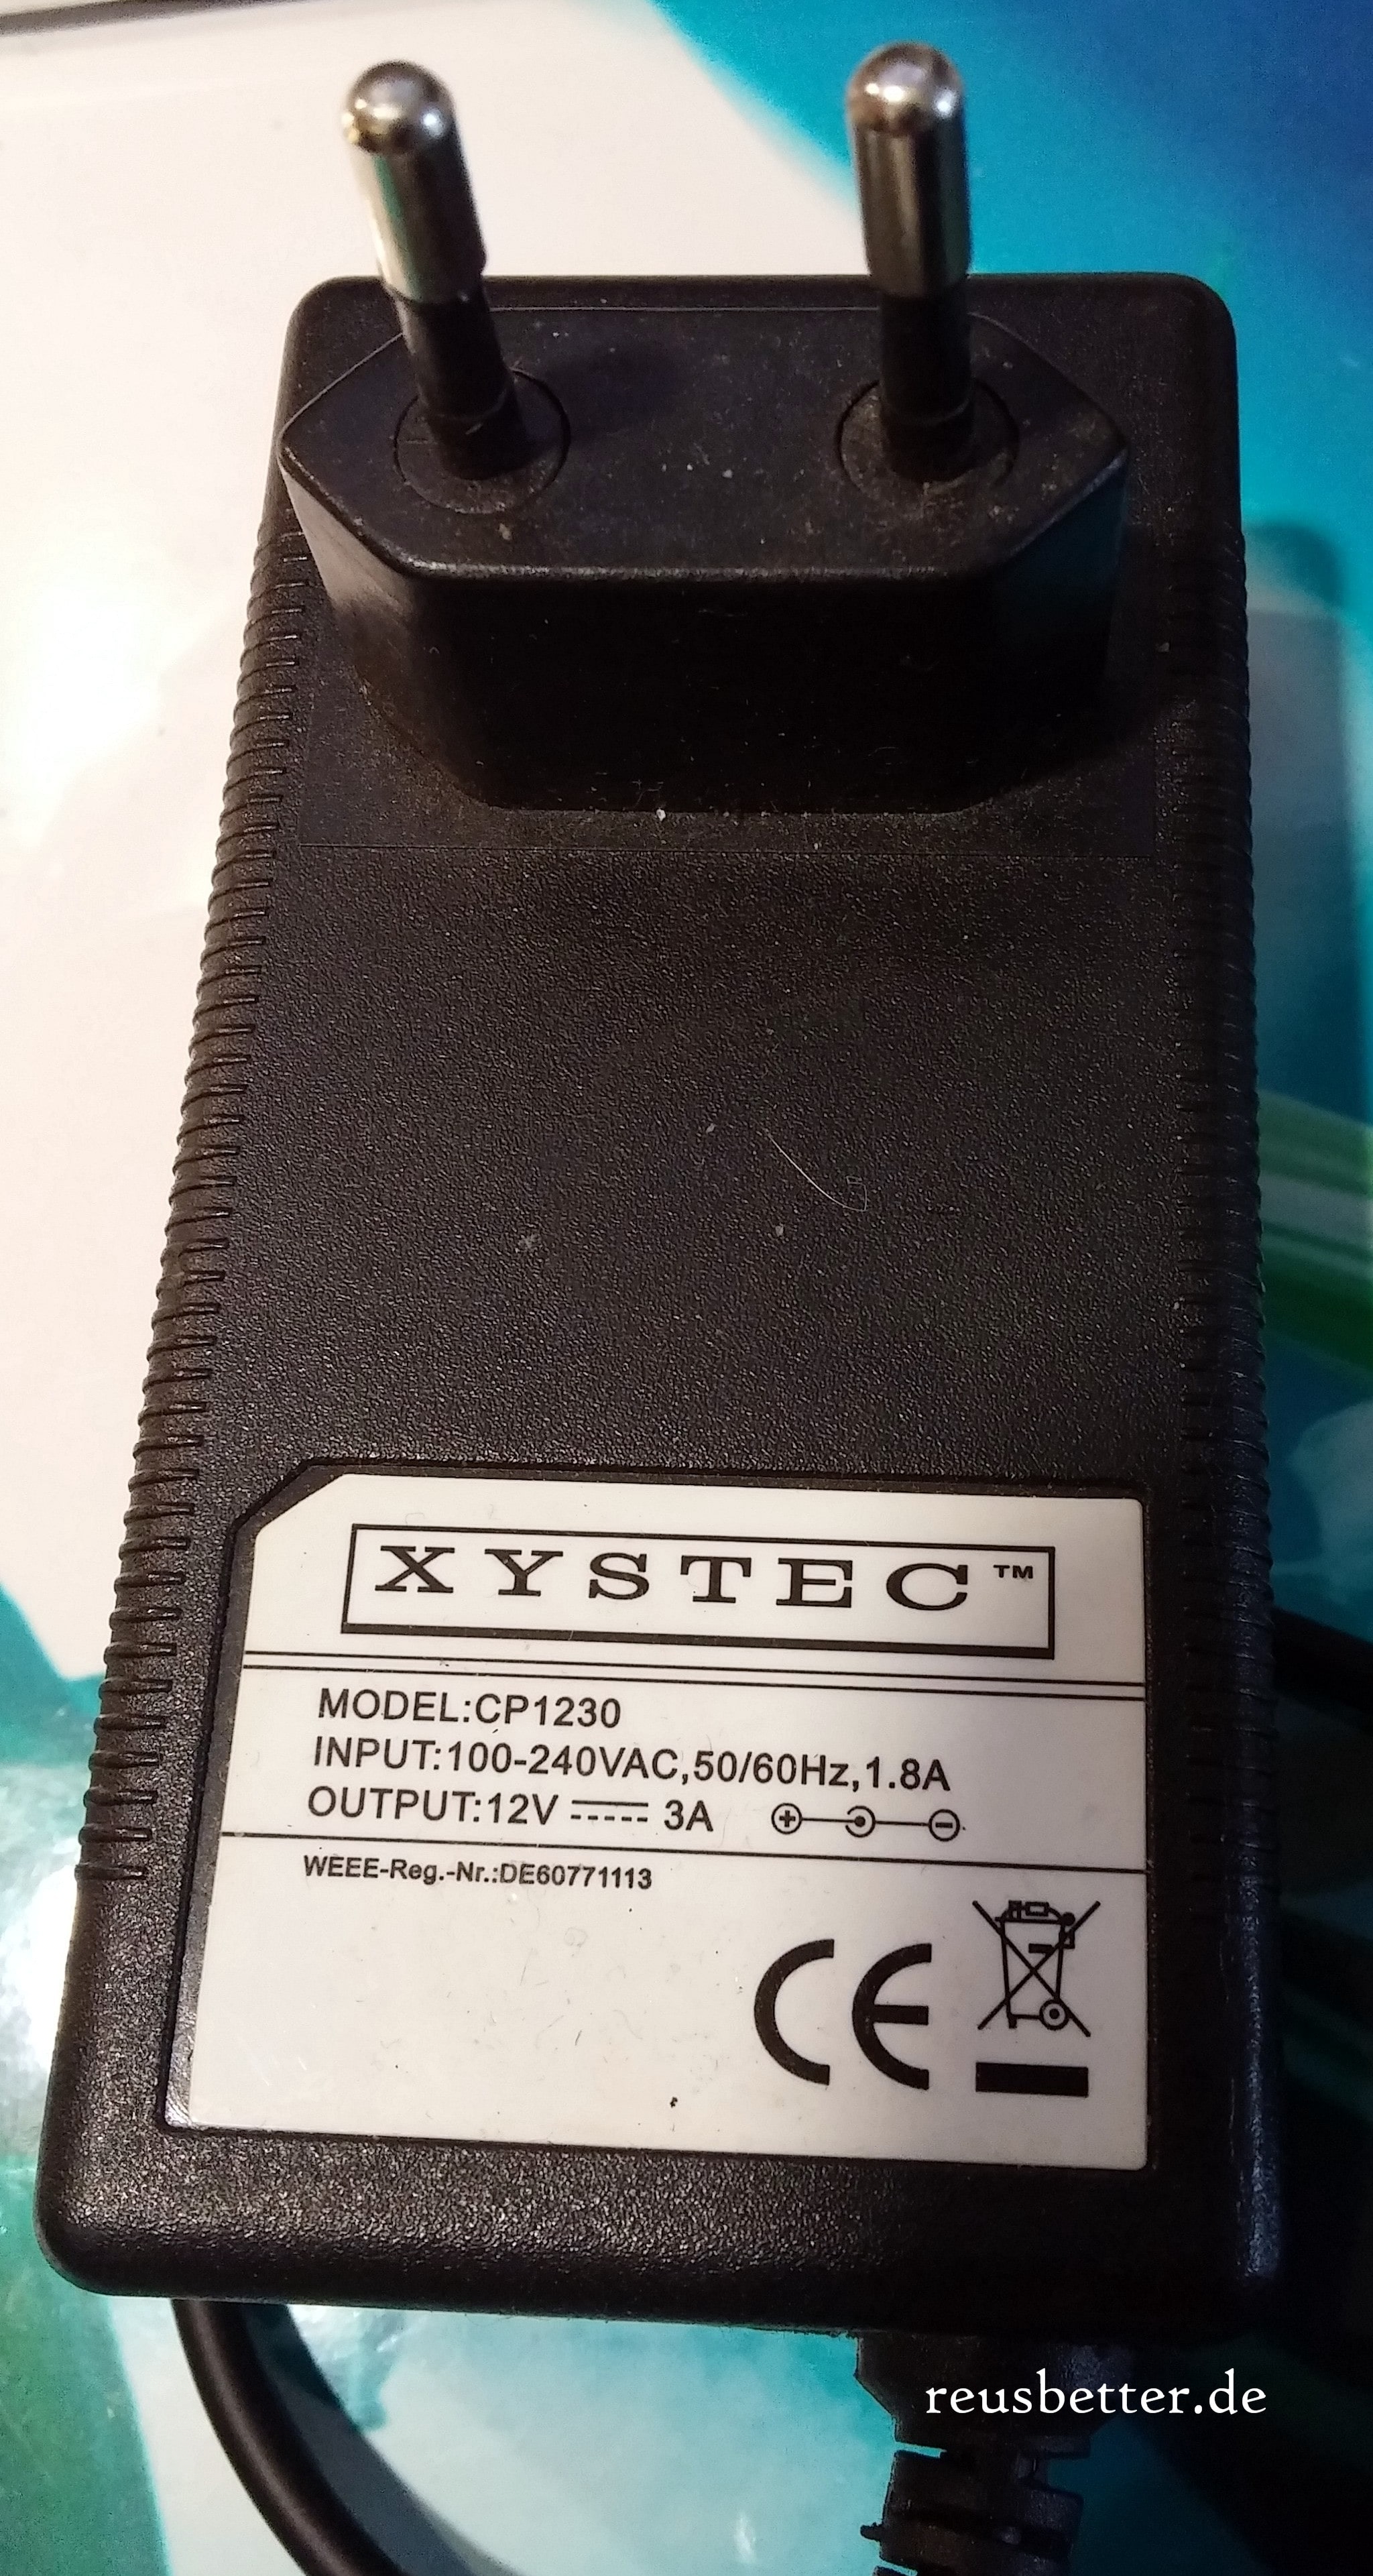 XYSTEC™
MODEL:CP1230
INPUT:100-240VAC,50/60Hz,1.8A
OUTPUT:12V ⎓ 3A
WEEE-Reg.-Nr.:DE60771113
CE
reusbetter.de